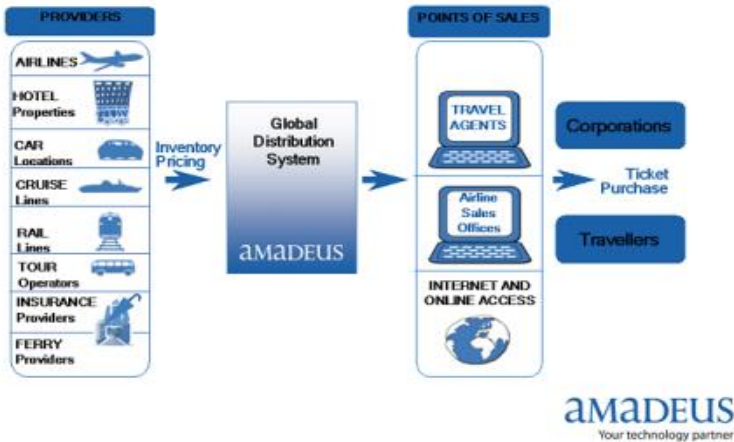 PROVIDERS
AIRLINES
HOTEL
Properties
CAR
Locations
CRUISE
Lines
RAIL
Lines
TOUR
Operators
INSURANCE
Providers
FERRY
Providers
Inventory
Pricing
Global
Distribution
System
amaDEUS
POINTS OF SALES
TRAVEL
AGENTS
Airline
Sales
Offices
INTERNET AND
ONLINE ACCESS
Corporations
Ticket
Purchase
Travellers
amaDEUS
Your technology partner